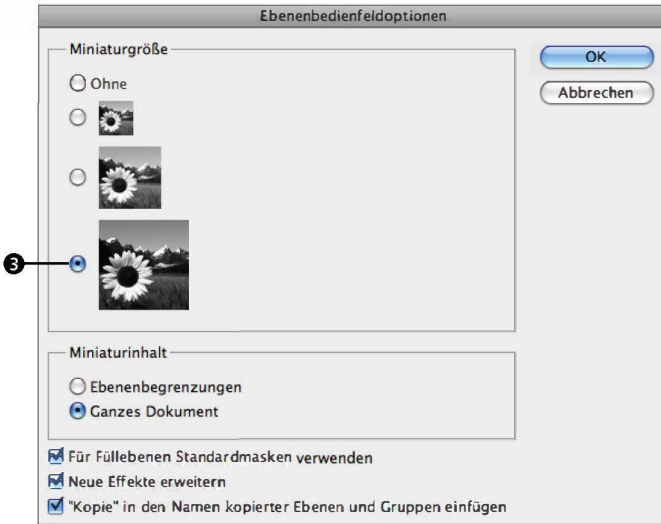 Ebenenbedienfeldoptionen
Miniaturgröße
OK
Ohne
Abbrechen
3
Miniaturinhalt
Ebenenbegrenzungen
Ganzes Dokument
Für Füllebenen Standardmasken verwenden
Neue Effekte erweitern
"Kopie" in den Namen kopierter Ebenen und Gruppen einfügen